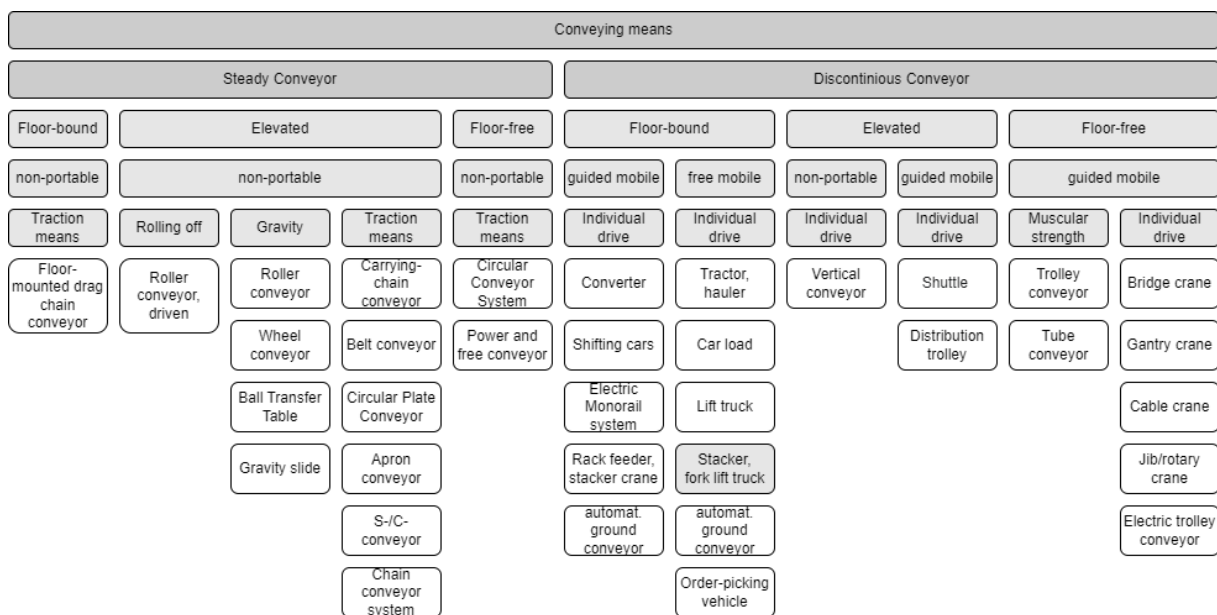 Conveying means
Steady Conveyor
Discontinious Conveyor
Floor-bound
Elevated
Floor-free
Floor-bound
Elevated
Floor-free
non-portable
non-portable
non-portable
guided mobile
free mobile
non-portable
guided mobile
guided mobile
Traction
means
Rolling off
Gravity
Traction
means
Traction
means
Individual
drive
Individual
drive
Individual
drive
Individual
drive
Muscular
strength
Individual
drive
Floor-
mounted drag
chain
conveyor
Roller
conveyor,
driven
Roller
conveyor
Carrying-
chain
conveyor
Circular
Conveyor
System
Converter
Tractor,
hauler
Vertical
conveyor
Shuttle
Trolley
conveyor
Bridge crane
Wheel
conveyor
Belt conveyor
Power and
free conveyor
Shifting cars
Car load
Distribution
trolley
Tube
conveyor
Gantry crane
Ball Transfer
Table
Circular Plate
Conveyor
Electric
Monorail
system
Lift truck
Cable crane
Gravity slide
Apron
conveyor
Rack feeder,
stacker crane
Stacker,
fork lift truck
Jib/rotary
crane
S-/C-
conveyor
automat.
ground
conveyor
automat.
ground
conveyor
Electric trolley
conveyor
Chain
conveyor
system
Order-picking
vehicle